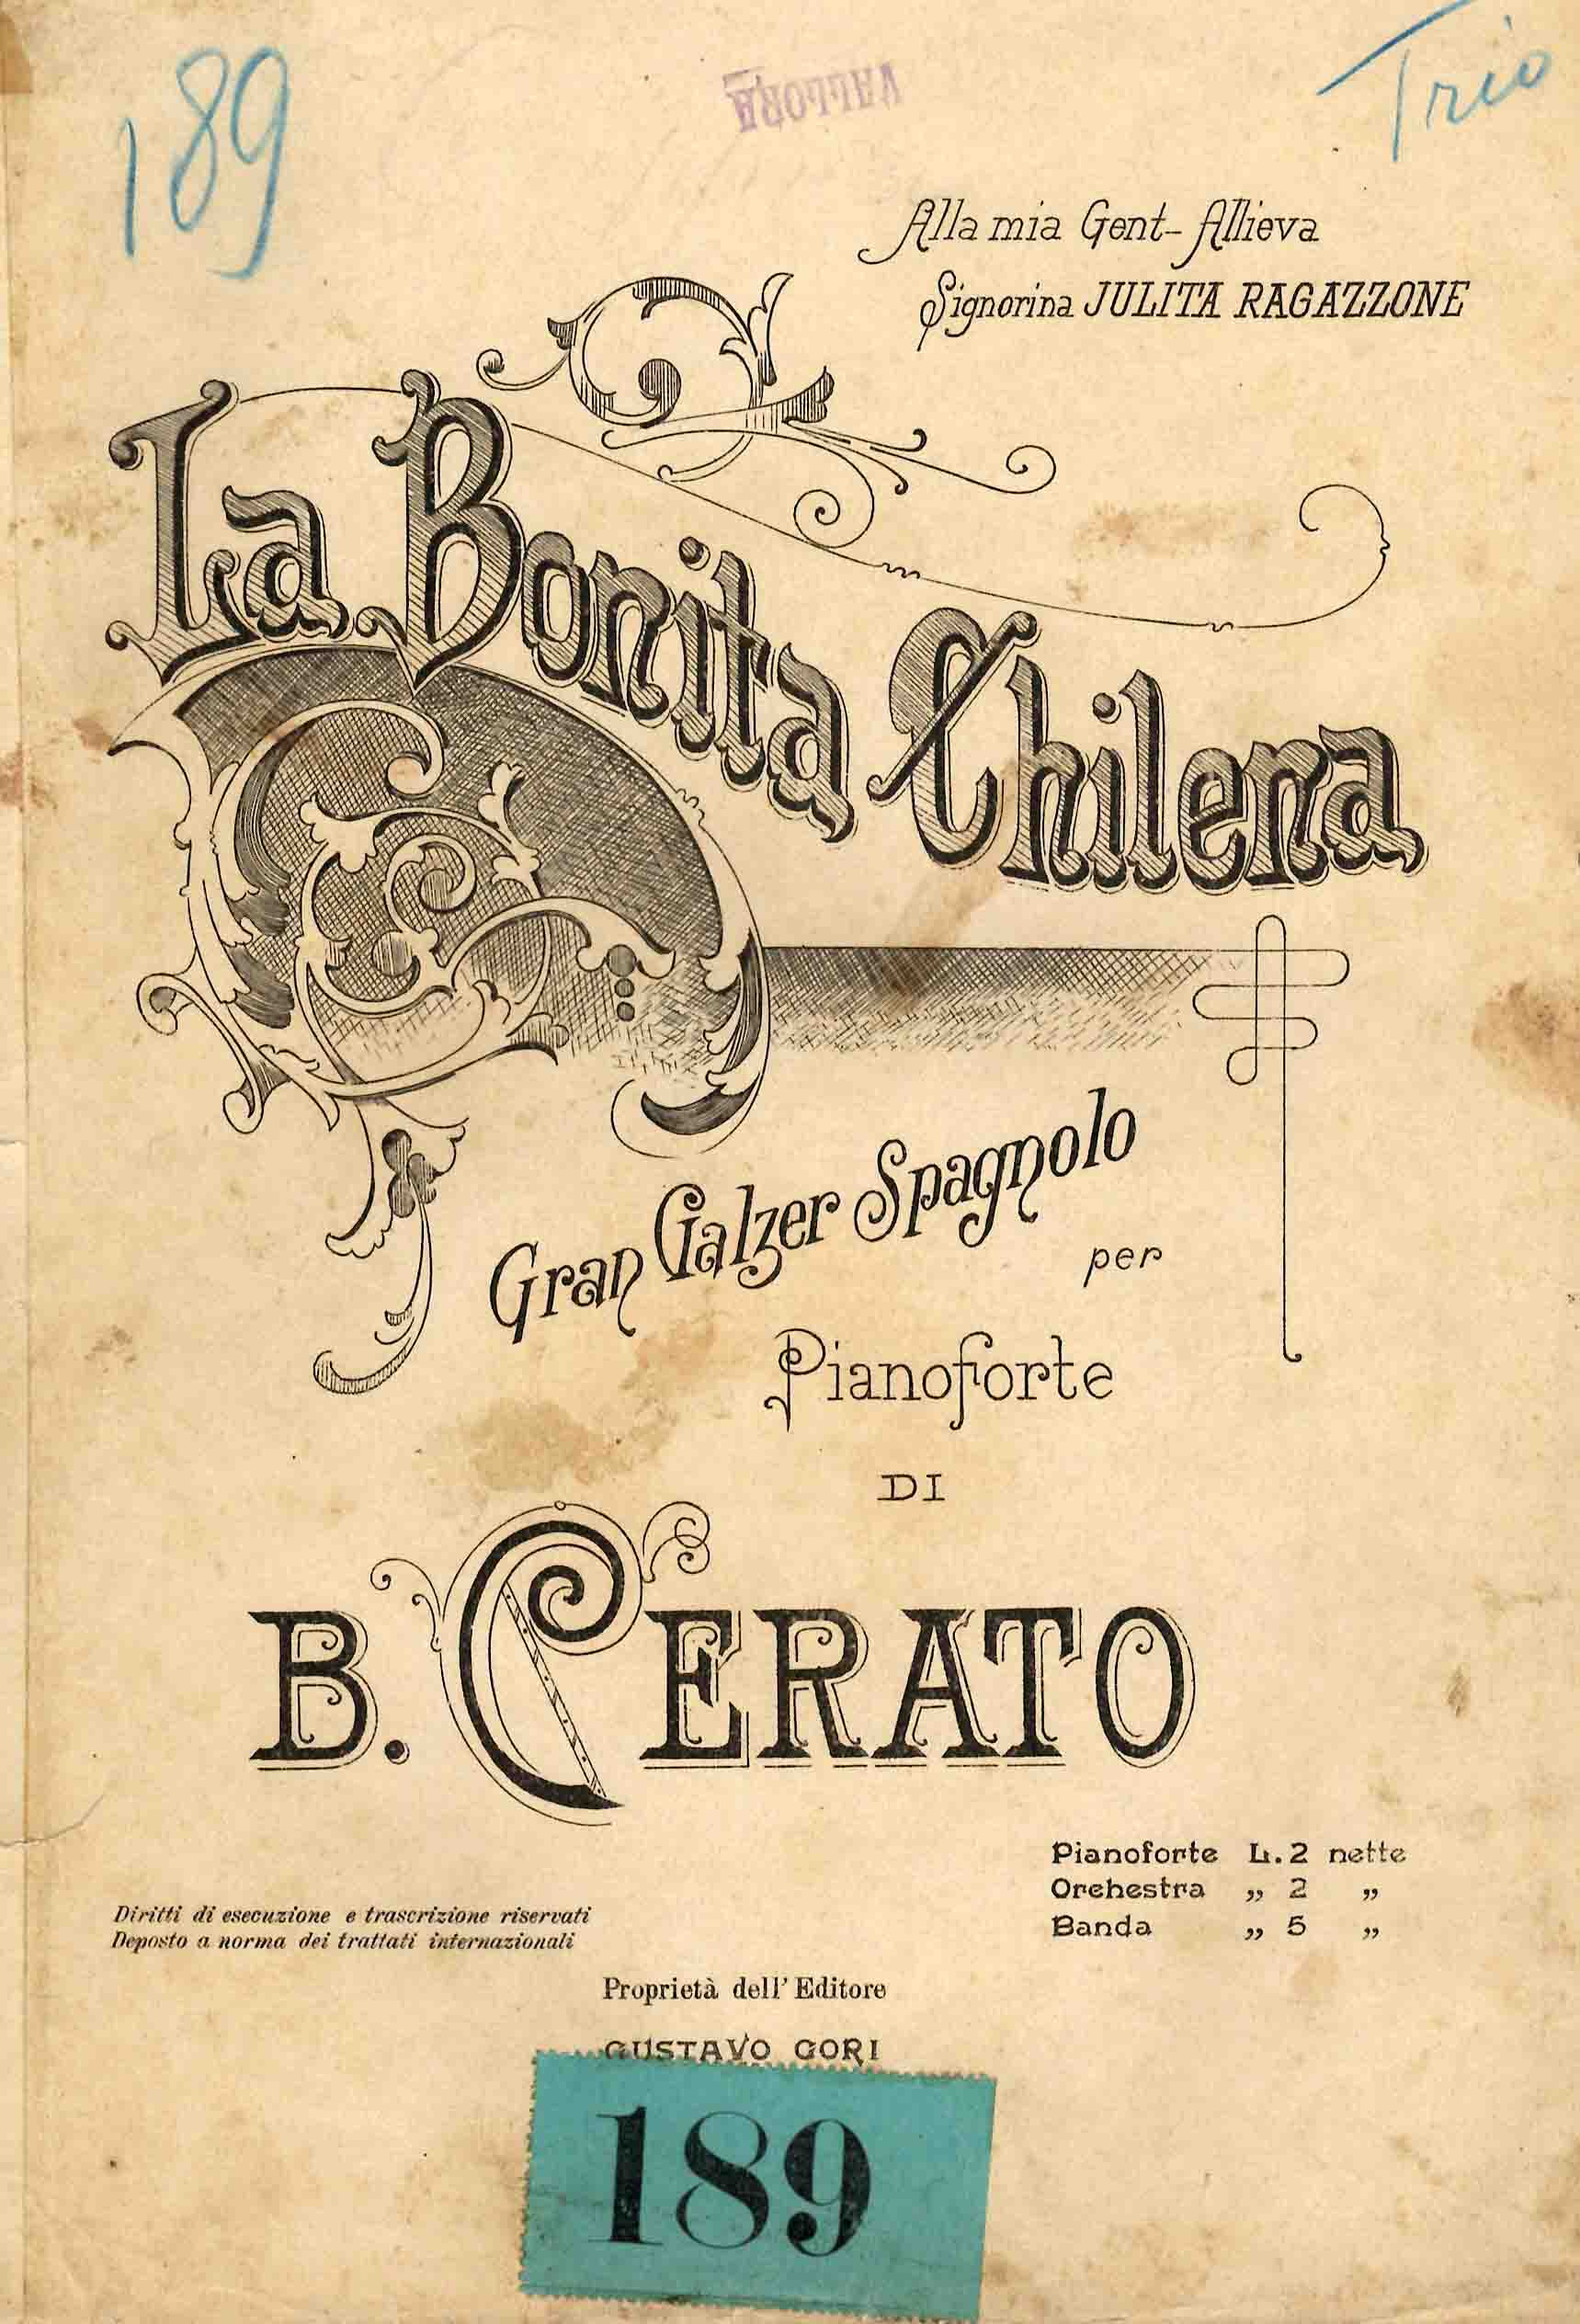 189
Trio
VALLORA
Alla mia Gent- Allieva
Signorina JULITA RAGAZZONE
La Bonita Chilena
Gran Valzer Spagnolo
per
Pianoforte
DI
B. CERATO
Pianoforte L. 2 nette
Orchestra „ 2 „
Banda „ 5 „
Diritti di esecuzione e trascrizione riservati
Deposto a norma dei trattati internazionali
Proprietà dell' Editore
GUSTAVO GORI
189